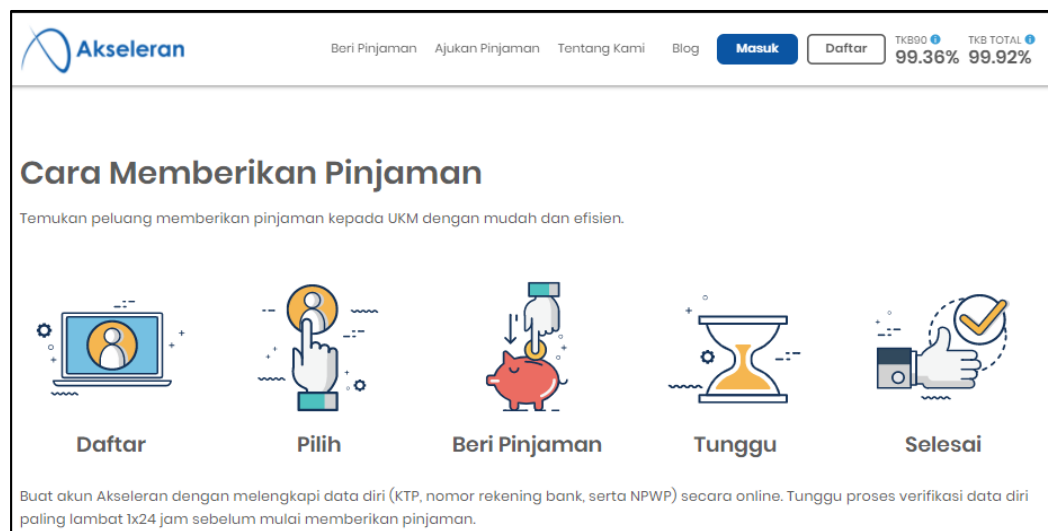 Akseleran
Beri Pinjaman Ajukan Pinjaman Tentang Kami Blog Masuk Daftar
TKB90 TKB TOTAL
99.36% 99.92%
Cara Memberikan Pinjaman
Temukan peluang memberikan pinjaman kepada UKM dengan mudah dan efisien.
Daftar Pilih Beri Pinjaman Tunggu Selesai
Buat akun Akseleran dengan melengkapi data diri (KTP, nomor rekening bank, serta NPWP) secara online. Tunggu proses verifikasi data diri
paling lambat 1x24 jam sebelum mulai memberikan pinjaman.